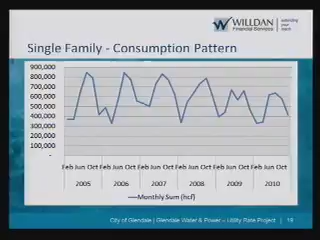 WILLDAN
Financial Services
extending
your
reach
Single Family - Consumption Pattern
900,000
800,000
700,000
600,000
500,000
400,000
300,000
200,000
100,000
-
Feb Jun Oct Feb Jun Oct Feb Jun Oct Feb Jun Oct Feb Jun Oct Feb Jun Oct
2005 2006 2007 2008 2009 2010
Monthly Sum (hcf)
City of Glendale | Glendale Water & Power – Utility Rate Project | 19